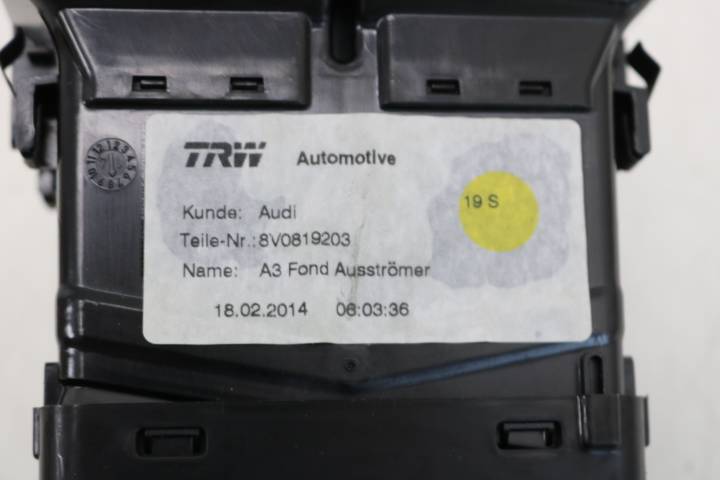 TRW Automotive
19 S
Kunde: Audi
Teile-Nr.: 8V0819203
Name: A3 Fond Ausströmer
18.02.2014 06:03:36